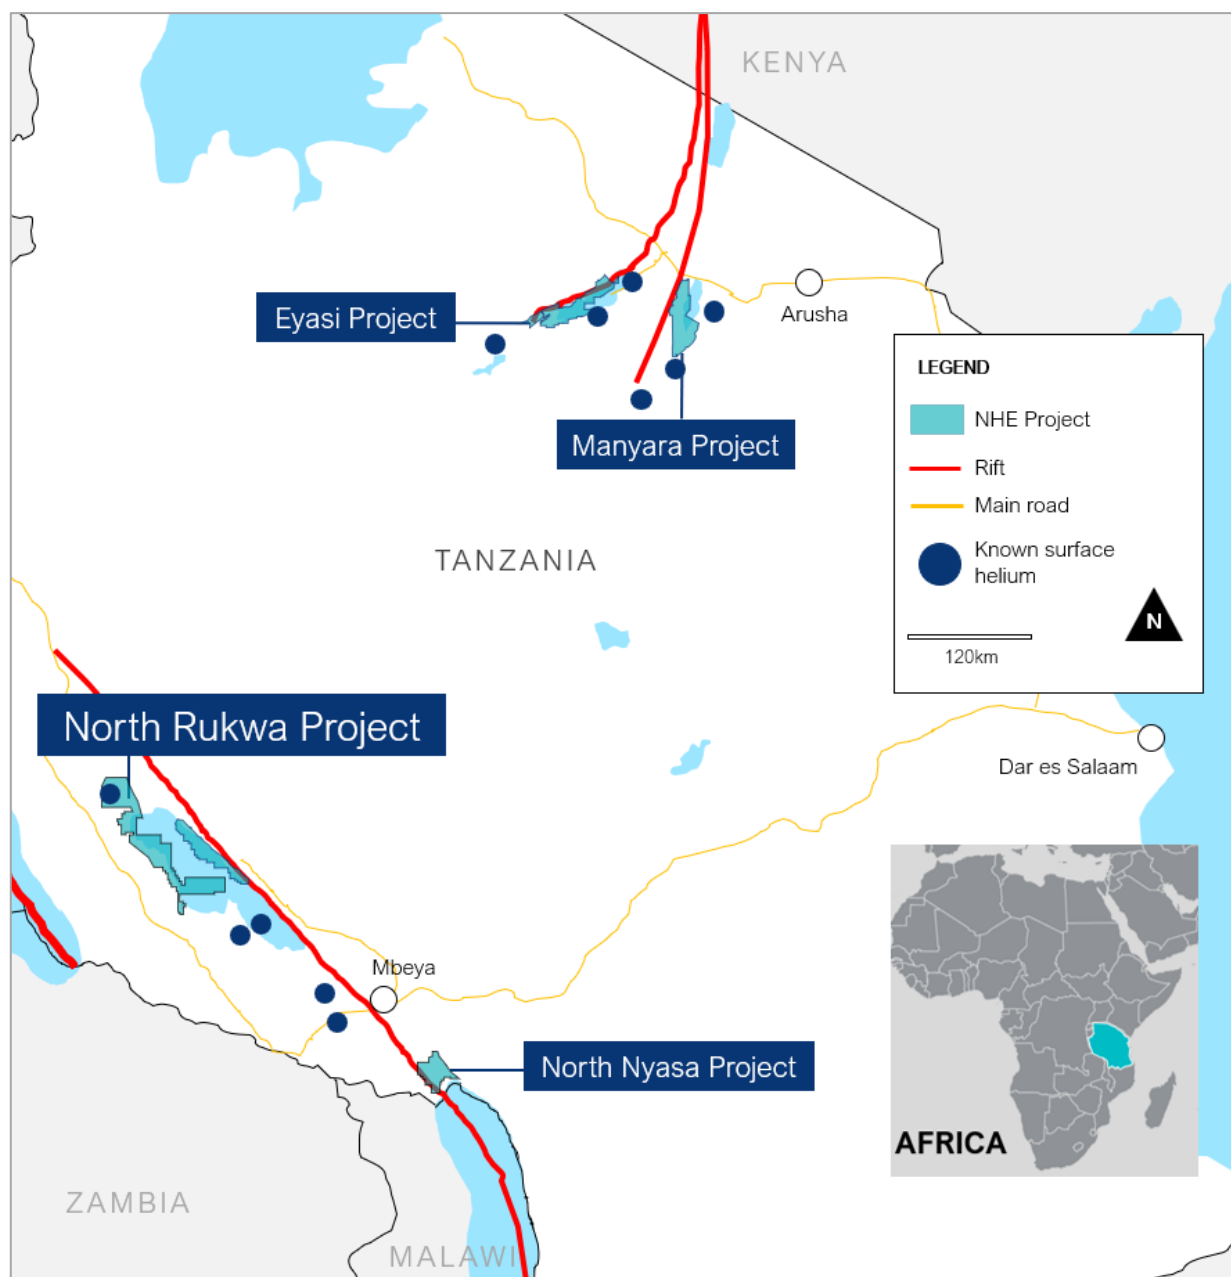 KENYA
Eyasi Project
Arusha
Manyara Project
LEGEND
NHE Project
Rift
Main road
Known surface
helium
N
120km
TANZANIA
North Rukwa Project
Dar es Salaam
Mbeya
North Nyasa Project
AFRICA
ZAMBIA
MALAWI